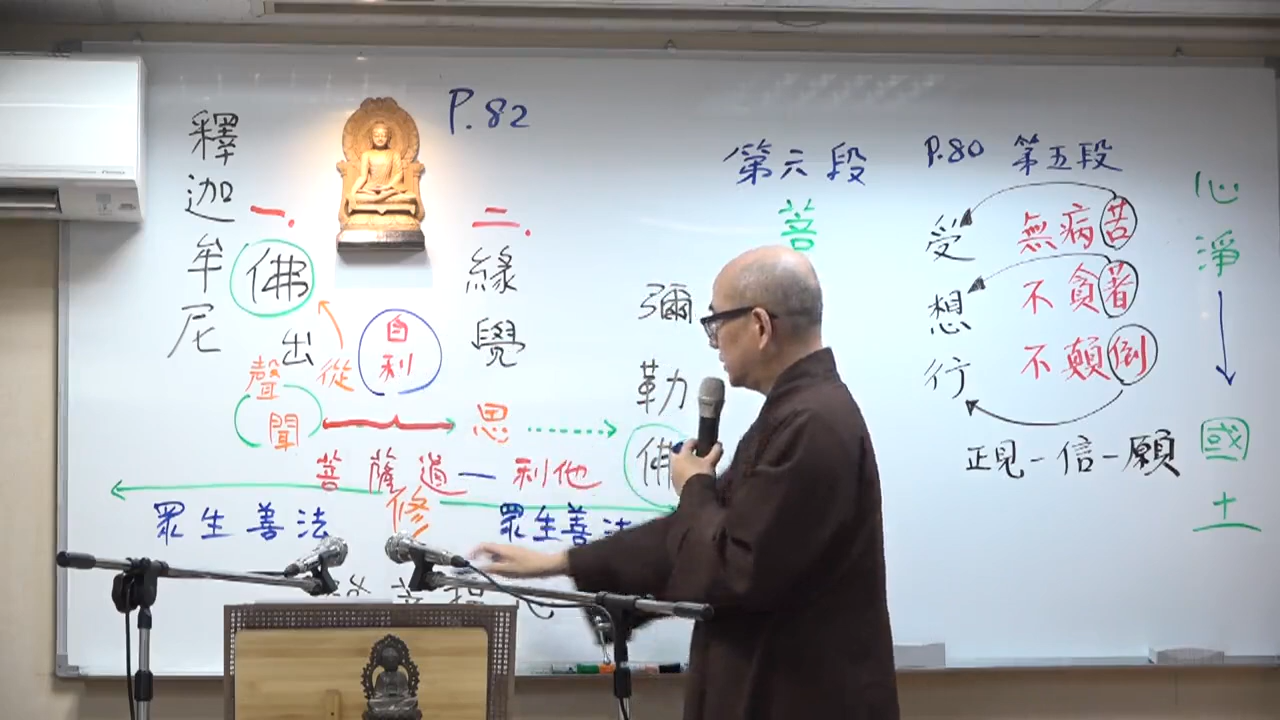 P.82
釋迦牟尼
一.
佛
出
聲聞
從
自利
二.
緣覺
思
彌勒佛
菩薩道－利他
修
眾生善法
眾生善法
第六段
菩
P.80 第五段
受 無病苦
想 不貪著
行 不顛倒
正見－信－願
心淨
國土